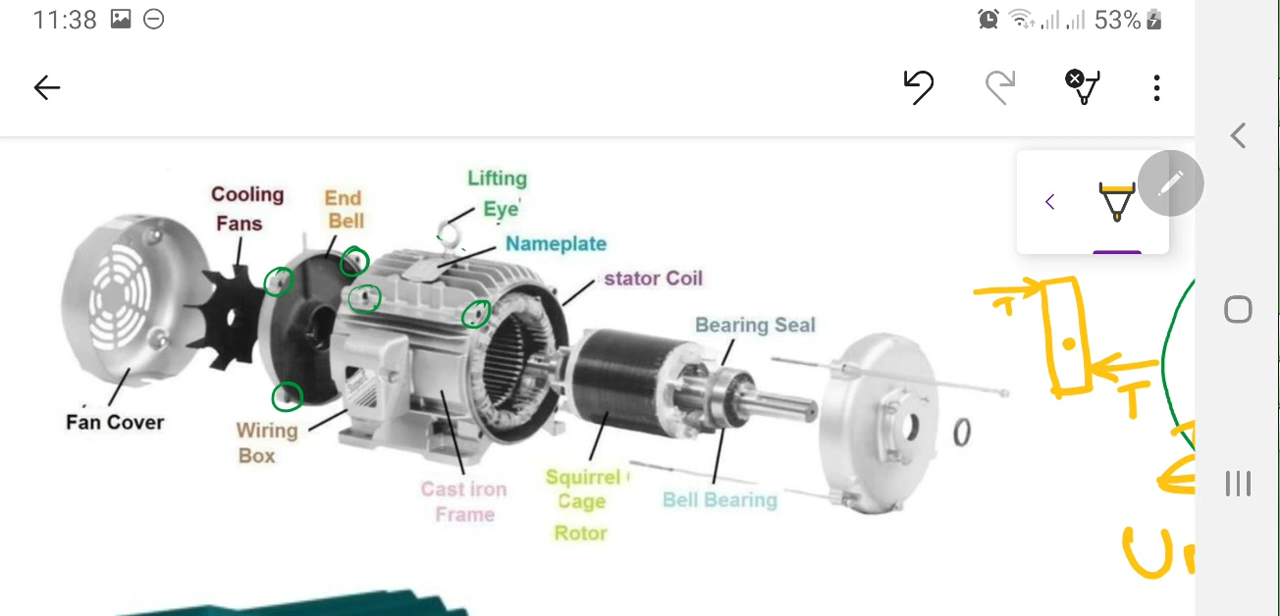 11:38
53%
Lifting
Eye
Cooling
Fans
End
Bell
Nameplate
stator Coil
Bearing Seal
T
T
Fan Cover
Wiring
Box
Cast iron
Frame
Squirrel
Cage
Rotor
Bell Bearing